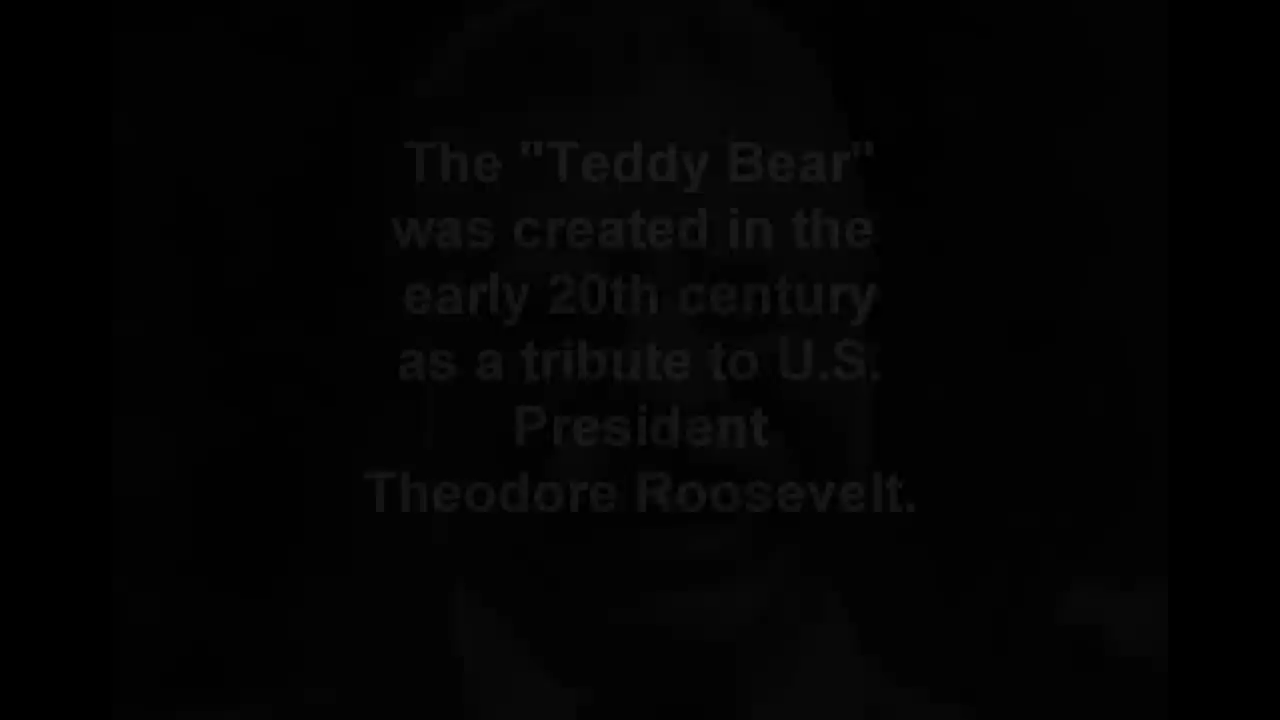 The "Teddy Bear"
was created in the
early 20th century
as a tribute to U.S.
President
Theodore Roosevelt.